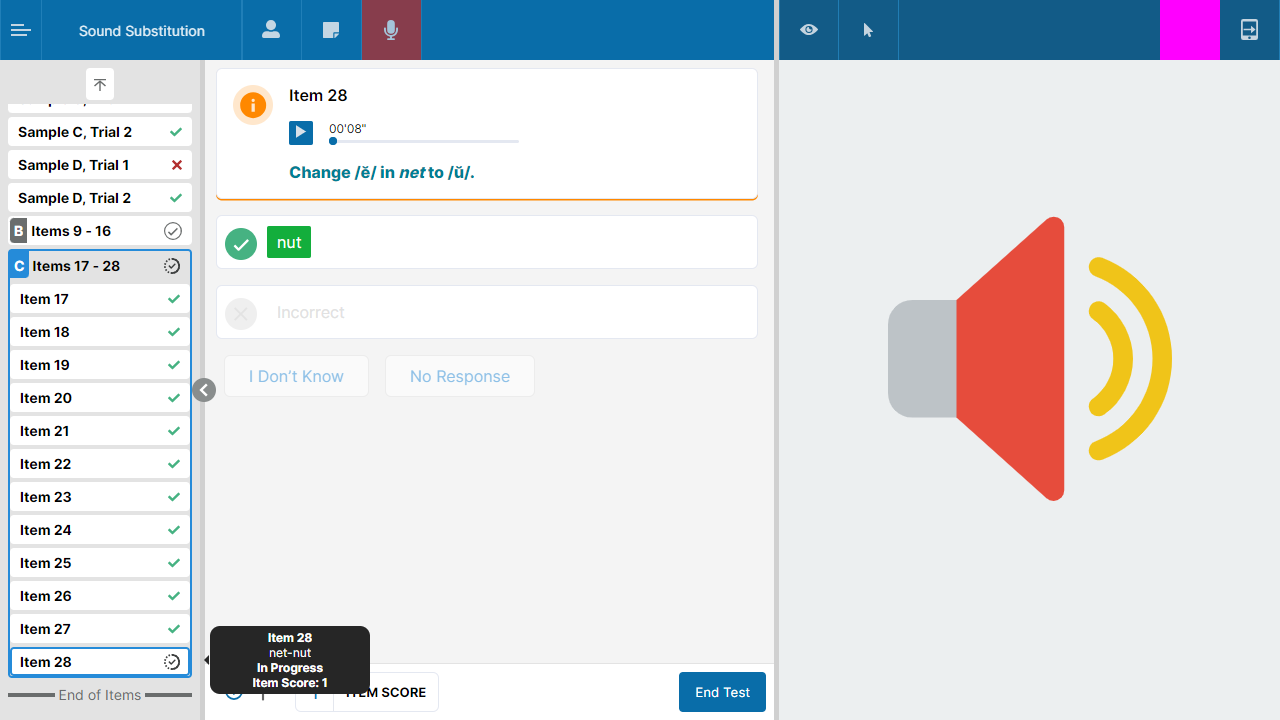 Sound Substitution
Sample C, Trial 2
Sample D, Trial 1
Sample D, Trial 2
B Items 9 - 16
C Items 17 - 28
Item 17
Item 18
Item 19
Item 20
Item 21
Item 22
Item 23
Item 24
Item 25
Item 26
Item 27
Item 28
End of Items
Item 28
00'08"
Change /ĕ/ in net to /ŭ/.
nut
Incorrect
I Don't Know
No Response
Item 28
net-nut
In Progress
Item Score: 1
ITEM SCORE
End Test